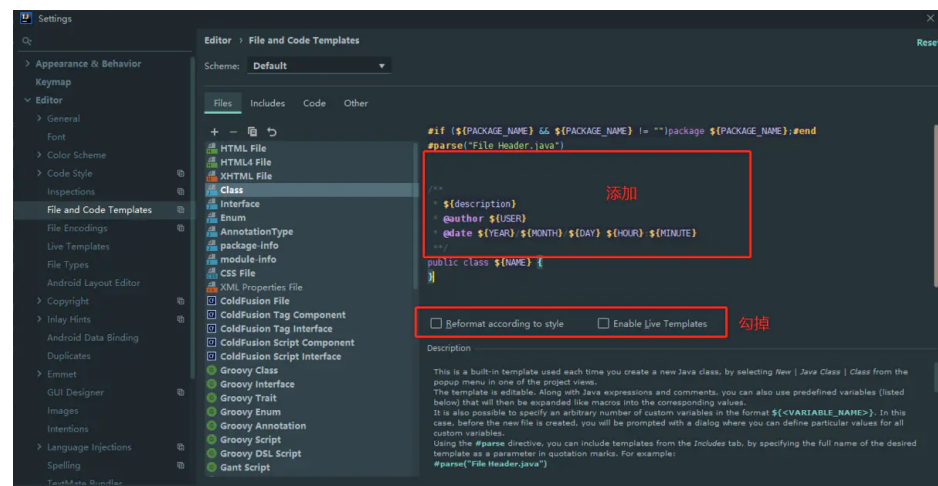 Settings
Editor › File and Code Templates
Reset
Scheme: Default
Appearance & Behavior
Keymap
Editor
General
Font
Color Scheme
Code Style
Inspections
File and Code Templates
File Encodings
Live Templates
File Types
Android Layout Editor
Copyright
Inlay Hints
Android Data Binding
Duplicates
Emmet
GUI Designer
Images
Intentions
Language Injections
Spelling
TextMate Bundles
Files Includes Code Other
HTML File
HTML4 File
XHTML File
Class
Interface
Enum
AnnotationType
package-info
module-info
CSS File
XML Properties File
ColdFusion File
ColdFusion Tag Component
ColdFusion Tag Interface
ColdFusion Script Component
ColdFusion Script Interface
Groovy Class
Groovy Interface
Groovy Trait
Groovy Enum
Groovy Annotation
Groovy Script
Groovy DSL Script
Gant Script
#if (${PACKAGE_NAME} && ${PACKAGE_NAME} != "")package ${PACKAGE_NAME};#end
#parse("File Header.java")
/**
* ${description}
* @author ${USER}
* @date ${YEAR}/${MONTH}/${DAY} ${HOUR}:${MINUTE}
**/
public class ${NAME} {
}
添加
Reformat according to style Enable Live Templates
勾掉
Description
This is a built-in template used each time you create a new Java class, by selecting New | Java Class | Class from the
popup menu in one of the project views.
The template is editable. Along with Java expressions and comments, you can also use predefined variables (listed
below) that will then be expanded like macros into the corresponding values.
It is also possible to specify an arbitrary number of custom variables in the format ${<VARIABLE_NAME>}. In this
case, before the new file is created, you will be prompted with a dialog where you can define particular values for all
custom variables.
Using the #parse directive, you can include templates from the Includes tab, by specifying the full name of the desired
template as a parameter in quotation marks. For example:
#parse("File Header.java")